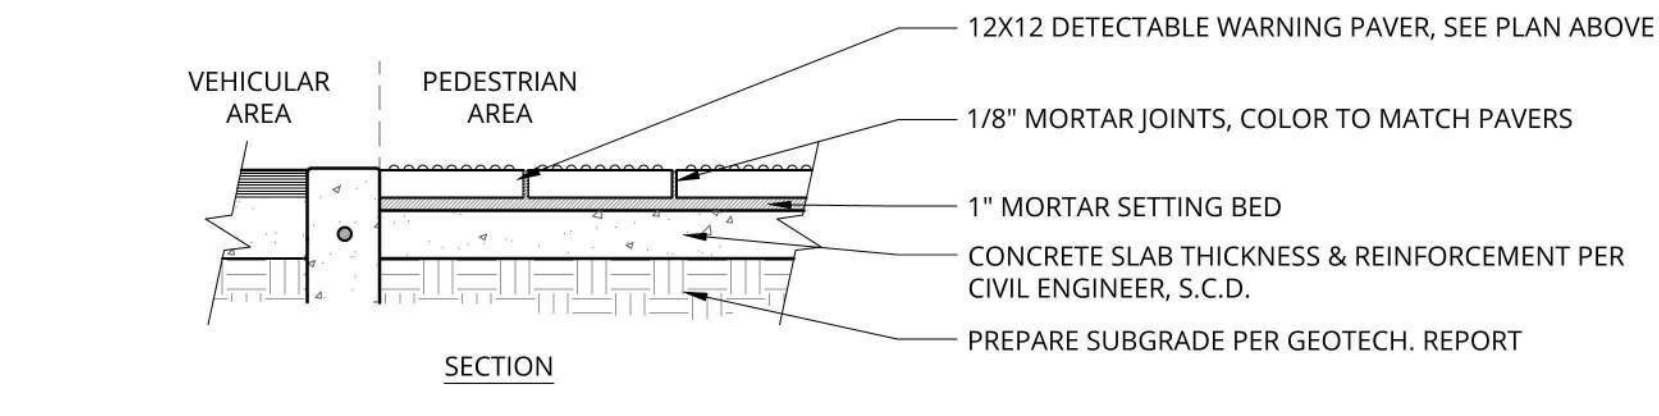 12X12 DETECTABLE WARNING PAVER, SEE PLAN ABOVE
VEHICULAR
AREA
PEDESTRIAN
AREA
1/8" MORTAR JOINTS, COLOR TO MATCH PAVERS
1" MORTAR SETTING BED
CONCRETE SLAB THICKNESS & REINFORCEMENT PER
CIVIL ENGINEER, S.C.D.
PREPARE SUBGRADE PER GEOTECH. REPORT
SECTION